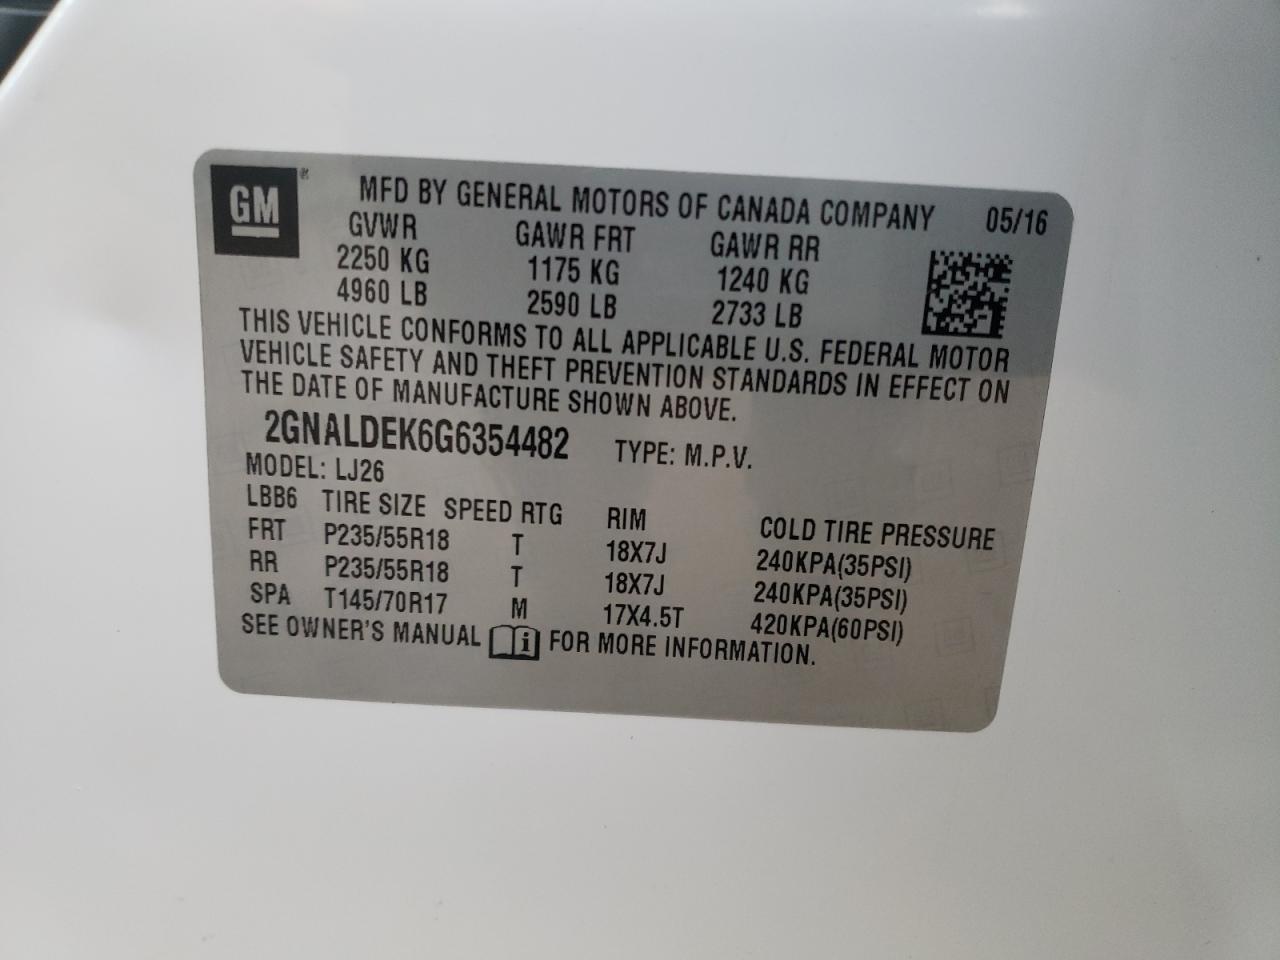 GM ® MFD BY GENERAL MOTORS OF CANADA COMPANY 05/16
GVWR GAWR FRT GAWR RR
2250 KG 1175 KG 1240 KG
4960 LB 2590 LB 2733 LB
THIS VEHICLE CONFORMS TO ALL APPLICABLE U.S. FEDERAL MOTOR
VEHICLE SAFETY AND THEFT PREVENTION STANDARDS IN EFFECT ON
THE DATE OF MANUFACTURE SHOWN ABOVE.
2GNALDEK6G6354482 TYPE: M.P.V.
MODEL: LJ26
LBB6 TIRE SIZE SPEED RTG RIM COLD TIRE PRESSURE
FRT P235/55R18 T 18X7J 240KPA(35PSI)
RR P235/55R18 T 18X7J 240KPA(35PSI)
SPA T145/70R17 M 17X4.5T 420KPA(60PSI)
SEE OWNER'S MANUAL i FOR MORE INFORMATION.